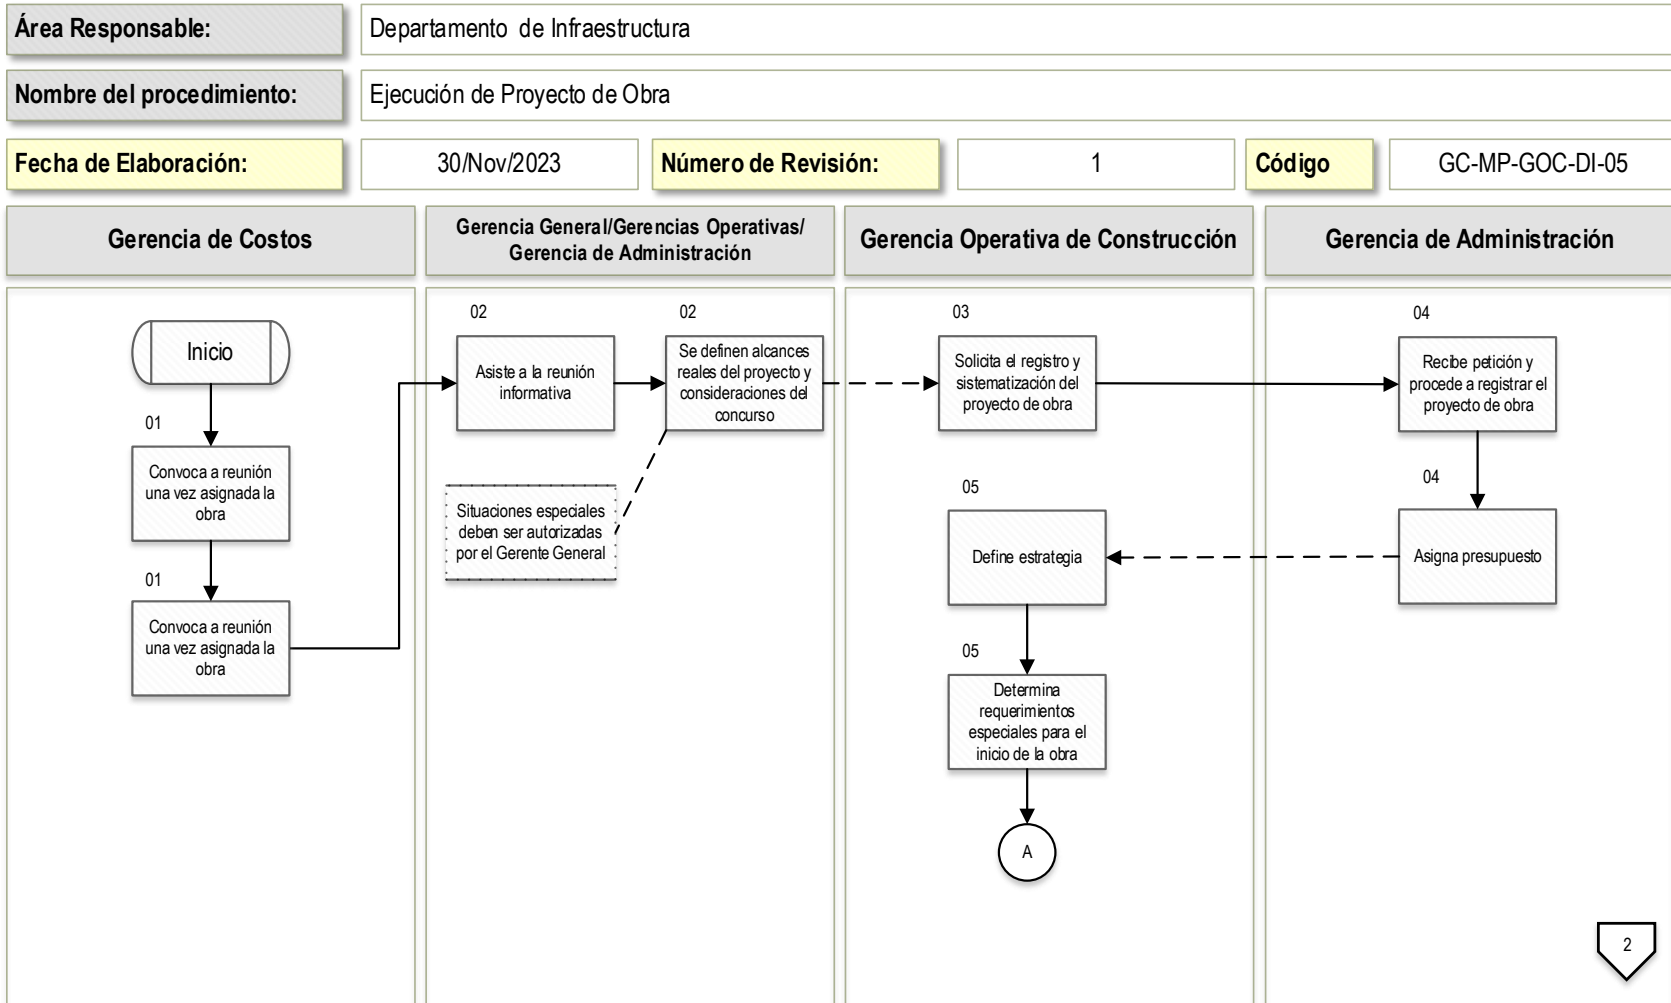 Área Responsable:
Departamento de Infraestructura
Nombre del procedimiento:
Ejecución de Proyecto de Obra
Fecha de Elaboración:
30/Nov/2023
Número de Revisión:
1
Código
GC-MP-GOC-DI-05
Gerencia de Costos
Gerencia General/Gerencias Operativas/
Gerencia de Administración
Gerencia Operativa de Construcción
Gerencia de Administración
Inicio
01
Convoca a reunión
una vez asignada la
obra
01
Convoca a reunión
una vez asignada la
obra
02
Asiste a la reunión
informativa
02
Se definen alcances
reales del proyecto y
consideraciones del
concurso
Situaciones especiales
deben ser autorizadas
por el Gerente General
03
Solicita el registro y
sistematización del
proyecto de obra
04
Recibe petición y
procede a registrar el
proyecto de obra
04
Asigna presupuesto
05
Define estrategia
05
Determina
requerimientos
especiales para el
inicio de la obra
A
2